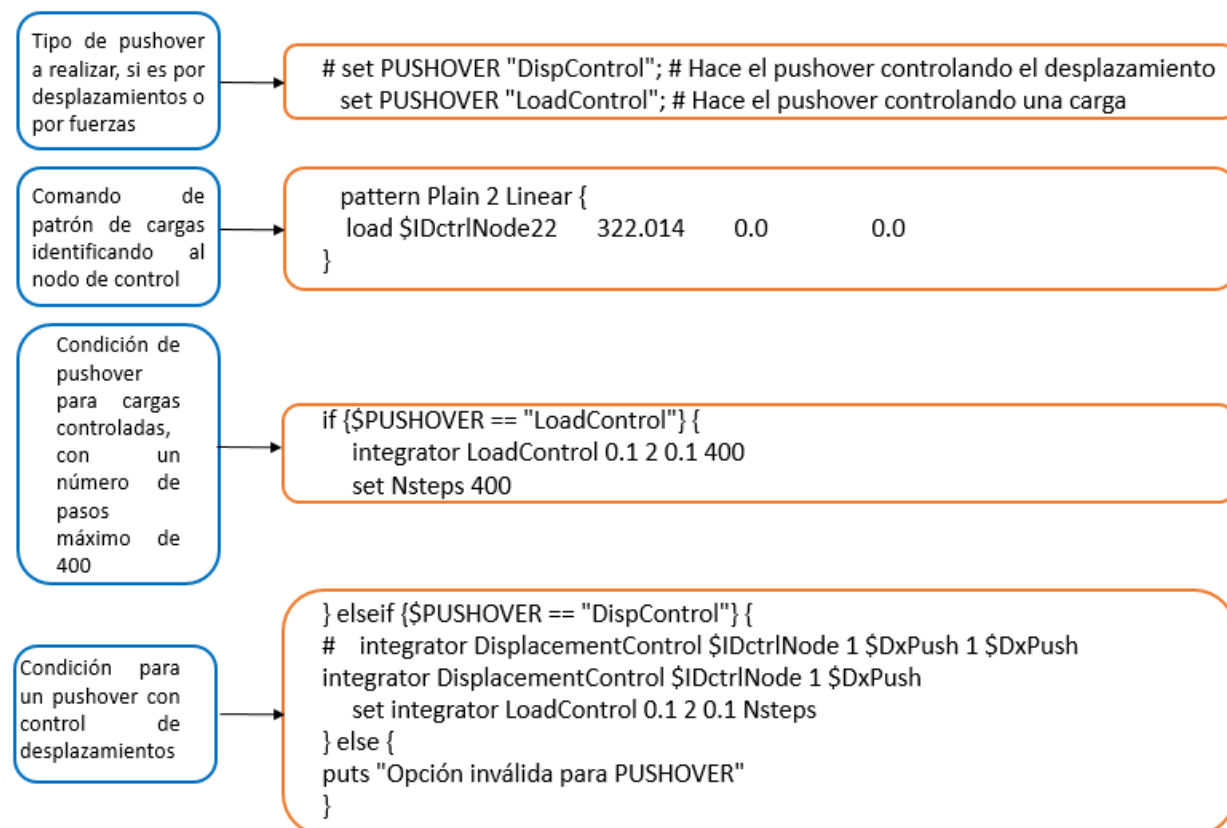 Tipo de pushover
a realizar, si es por
desplazamientos o
por fuerzas
# set PUSHOVER "DispControl"; # Hace el pushover controlando el desplazamiento
set PUSHOVER "LoadControl"; # Hace el pushover controlando una carga
Comando de
patrón de cargas
identificando al
nodo de control
pattern Plain 2 Linear {
load $IDctrlNode22 322.014 0.0 0.0
}
Condición de
pushover
para cargas
controladas,
con un
número de
pasos
máximo de
400
if {$PUSHOVER == "LoadControl"} {
integrator LoadControl 0.1 2 0.1 400
set Nsteps 400
Condición para
un pushover con
control de
desplazamientos
} elseif {$PUSHOVER == "DispControl"} {
# integrator DisplacementControl $IDctrlNode 1 $DxPush 1 $DxPush
integrator DisplacementControl $IDctrlNode 1 $DxPush
set integrator LoadControl 0.1 2 0.1 Nsteps
} else {
puts "Opción inválida para PUSHOVER"
}